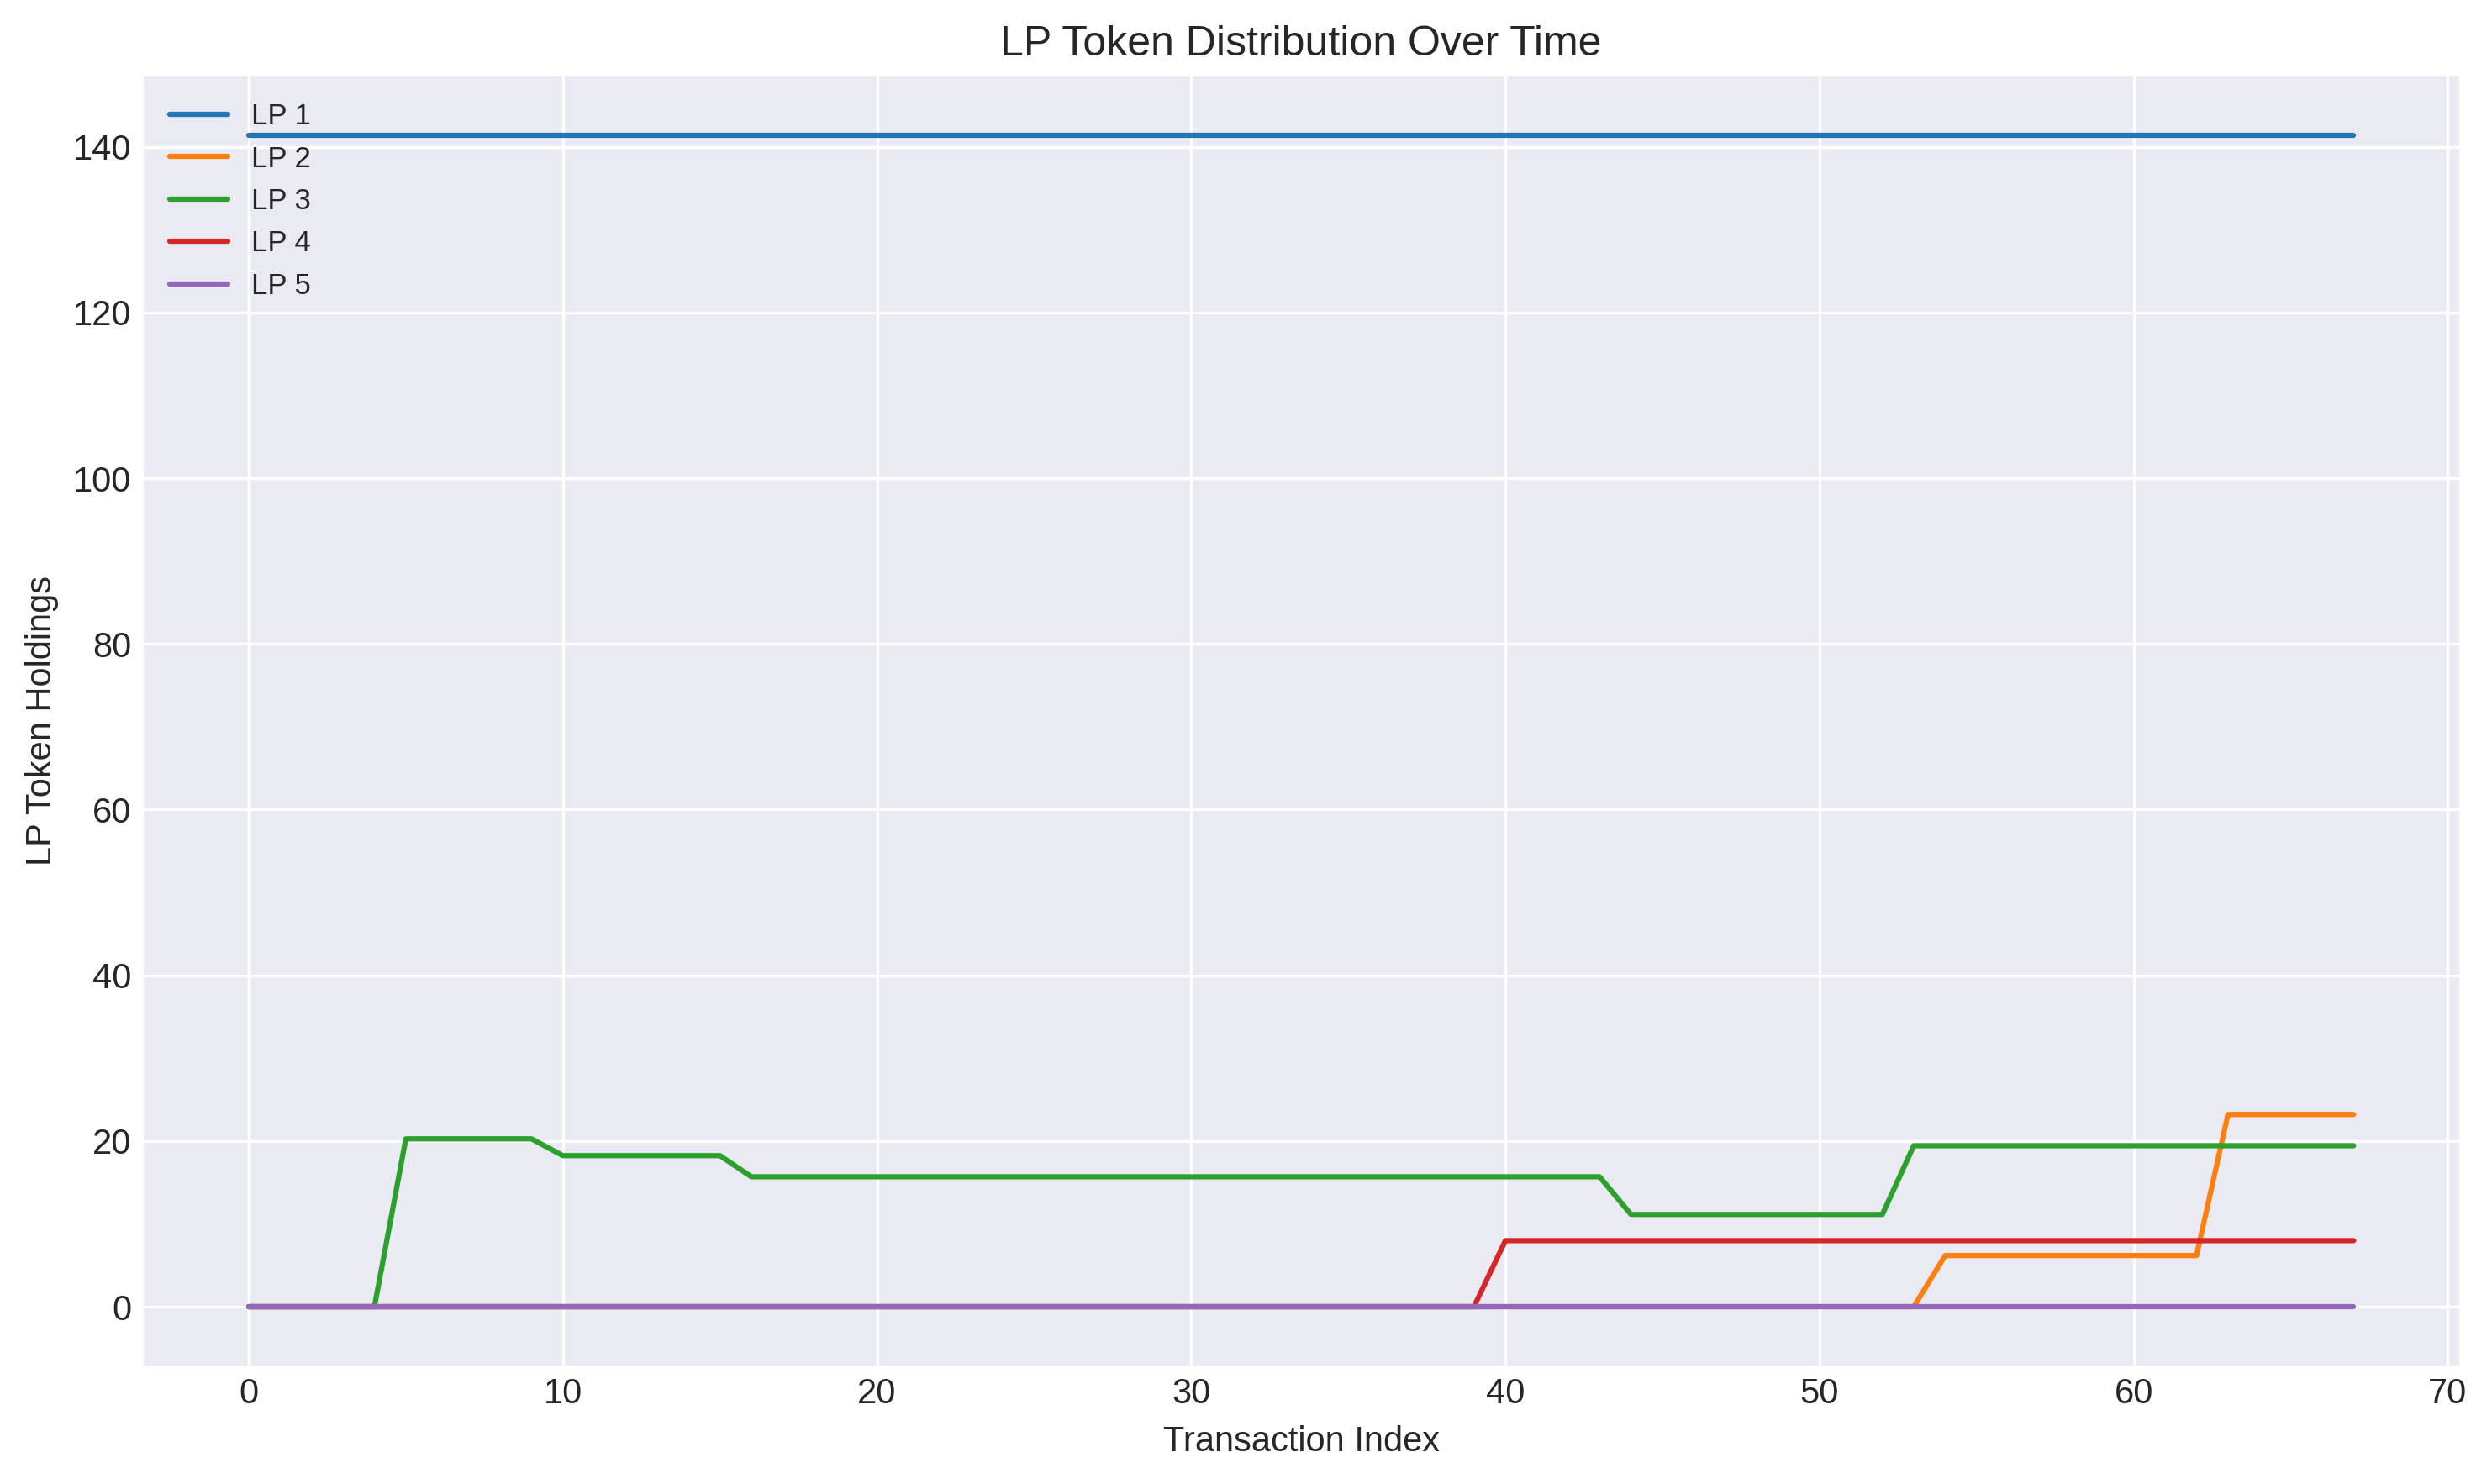 LP Token Distribution Over Time
LP 1
LP 2
LP 3
LP 4
LP 5
140
120
100
80
60
40
20
0
LP Token Holdings
0 10 20 30 40 50 60 70
Transaction Index